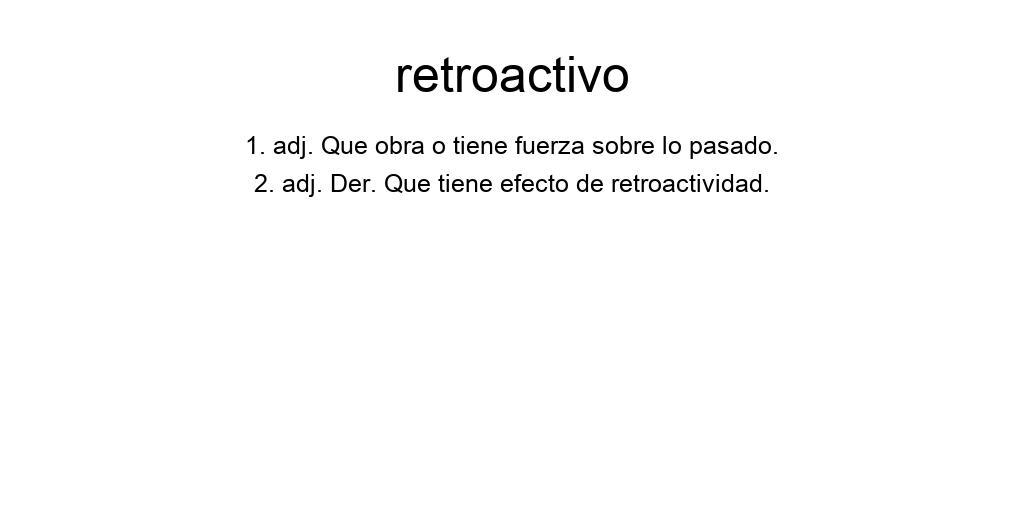 retroactivo
1. adj. Que obra o tiene fuerza sobre lo pasado.
2. adj. Der. Que tiene efecto de retroactividad.